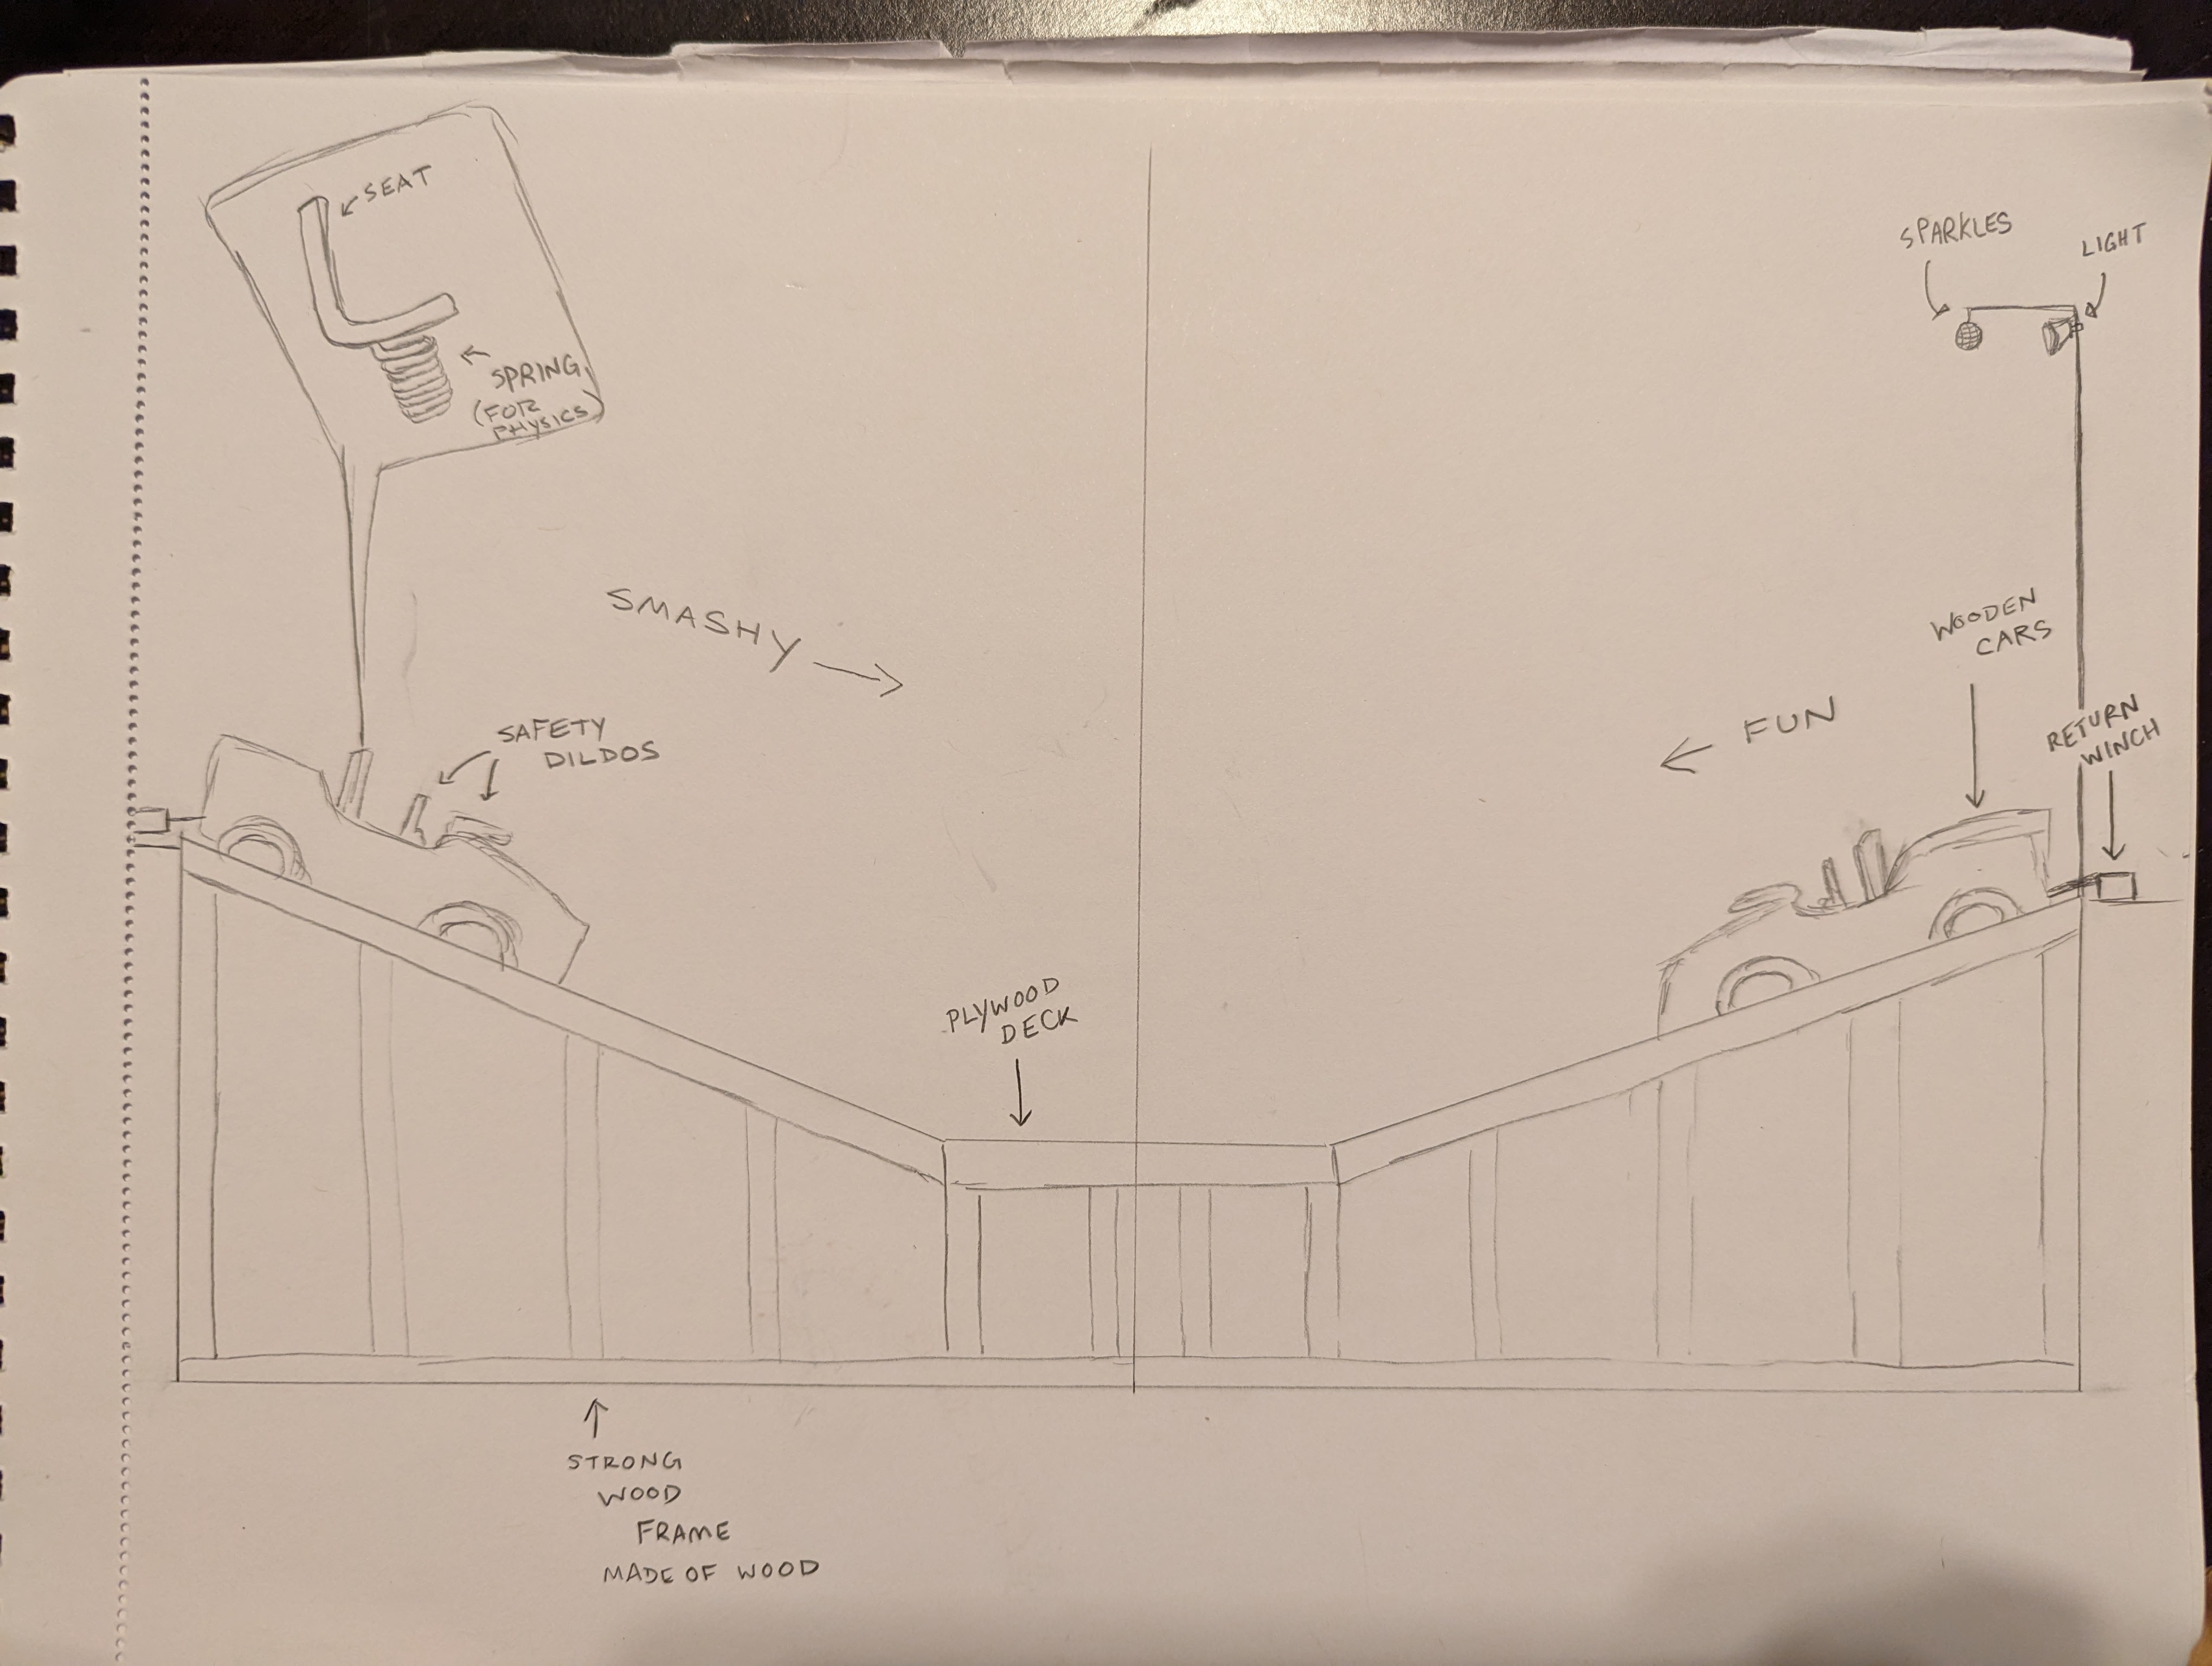 SEAT
SPRING
(FOR
PHYSICS)
SPARKLES
LIGHT
SMASHY
WOODEN
CARS
FUN
RETURN
WINCH
SAFETY
DILDOS
PLYWOOD
DECK
STRONG
WOOD
FRAME
MADE OF WOOD